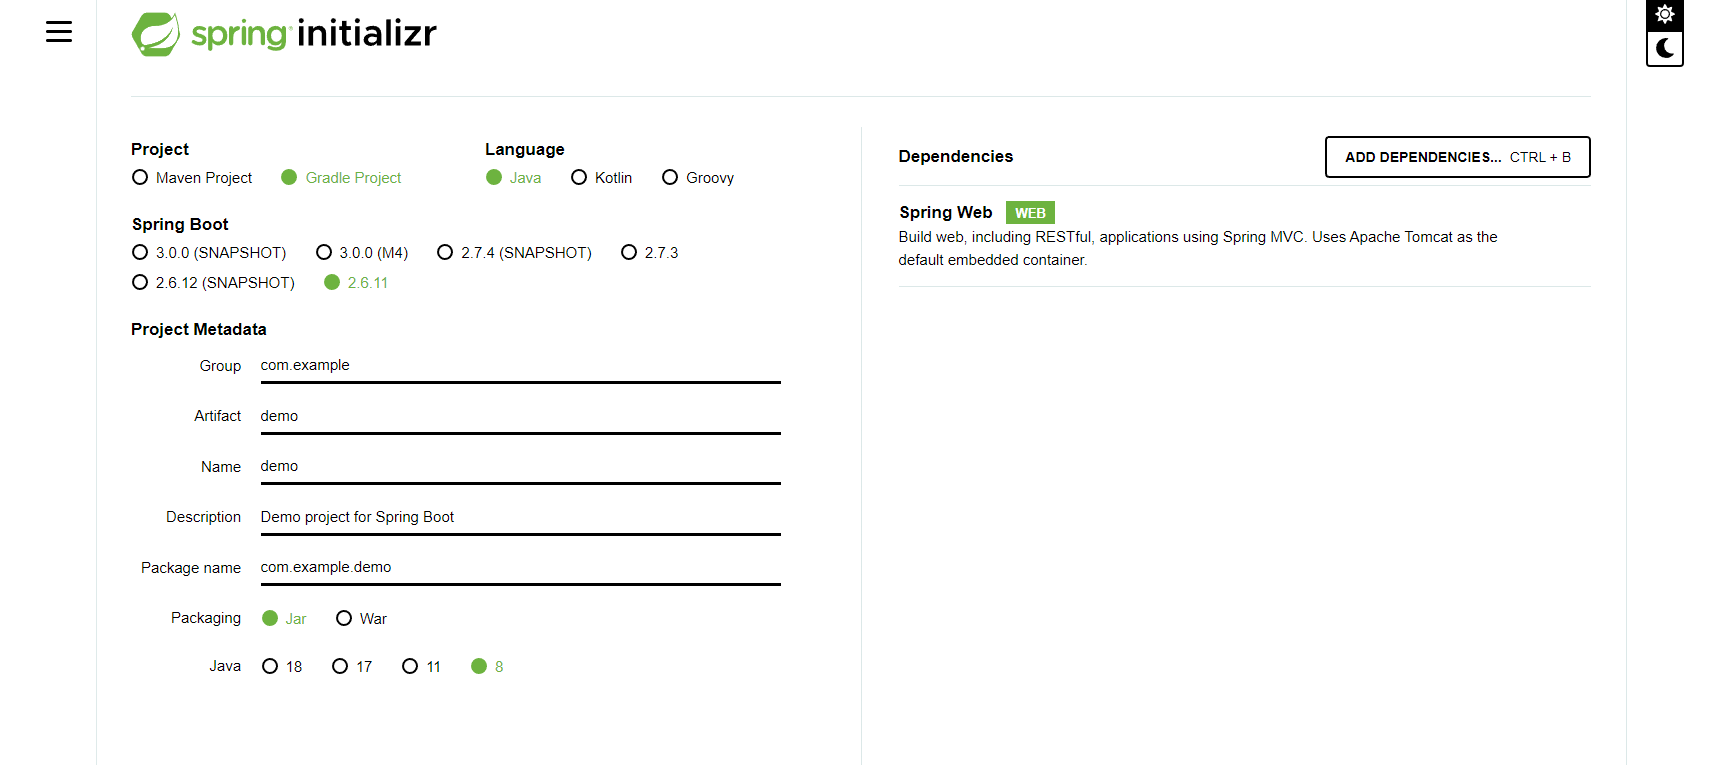 spring initializr
Project
Maven Project Gradle Project
Language
Java Kotlin Groovy
Spring Boot
3.0.0 (SNAPSHOT) 3.0.0 (M4) 2.7.4 (SNAPSHOT) 2.7.3
2.6.12 (SNAPSHOT) 2.6.11
Project Metadata
Group com.example
Artifact demo
Name demo
Description Demo project for Spring Boot
Package name com.example.demo
Packaging Jar War
Java 18 17 11 8
Dependencies
ADD DEPENDENCIES... CTRL + B
Spring Web WEB
Build web, including RESTful, applications using Spring MVC. Uses Apache Tomcat as the
default embedded container.